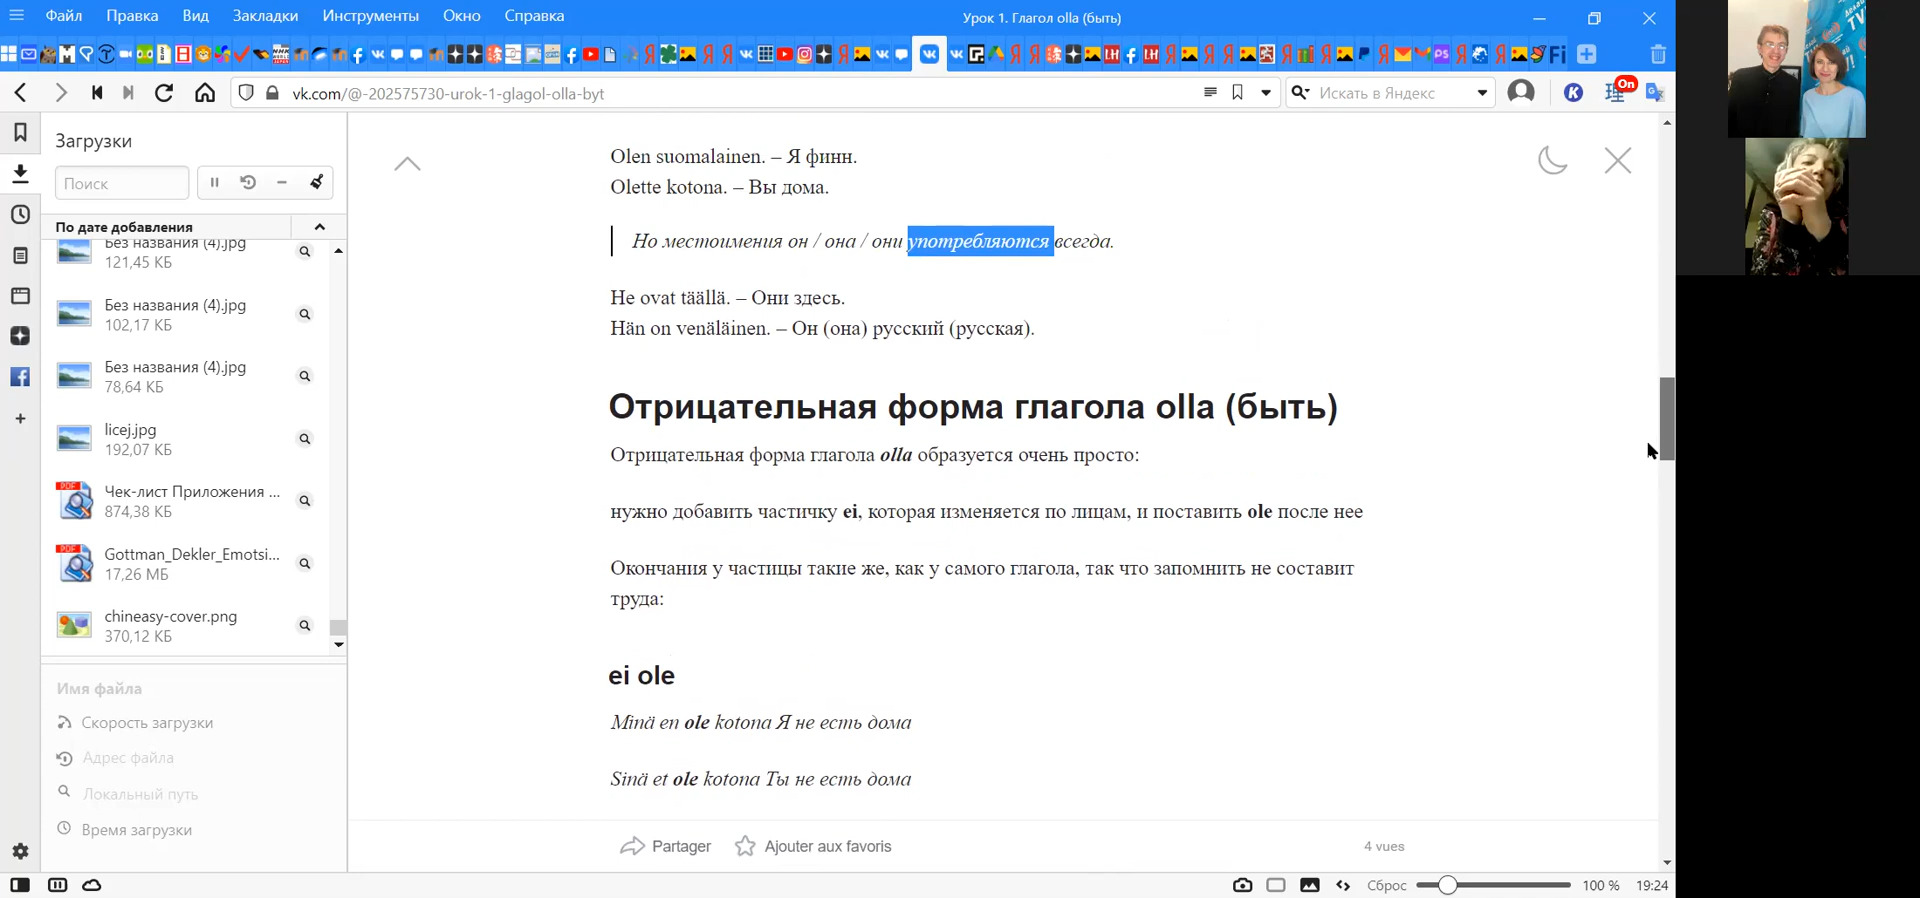 Файл Правка Вид Закладки Инструменты Окно Справка
Урок 1. Глагол olla (быть)
vk.com/@-202575730-urok-1-glagol-olla-byt
Искать в Яндекс
On
Загрузки
Поиск
По дате добавления
Без названия (4).jpg
121,45 КБ
Без названия (4).jpg
102,17 КБ
Без названия (4).jpg
78,64 КБ
licej.jpg
192,07 КБ
Чек-лист Приложения ...
874,38 КБ
Gottman_Dekler_Emotsi...
17,26 МБ
chineasy-cover.png
370,12 КБ
Имя файла
Скорость загрузки
Адрес файла
Локальный путь
Время загрузки
Olen suomalainen. – Я финн.
Olette kotona. – Вы дома.
Но местоимения он / она / они употребляются всегда.
He ovat täällä. – Они здесь.
Hän on venäläinen. – Он (она) русский (русская).
Отрицательная форма глагола olla (быть)
Отрицательная форма глагола olla образуется очень просто:
нужно добавить частичку ei, которая изменяется по лицам, и поставить ole после нее
Окончания у частицы такие же, как у самого глагола, так что запомнить не составит
труда:
ei ole
Minä en ole kotona Я не есть дома
Sinä et ole kotona Ты не есть дома
Partager
Ajouter aux favoris
4 vues
Сброс
100 %
19:24